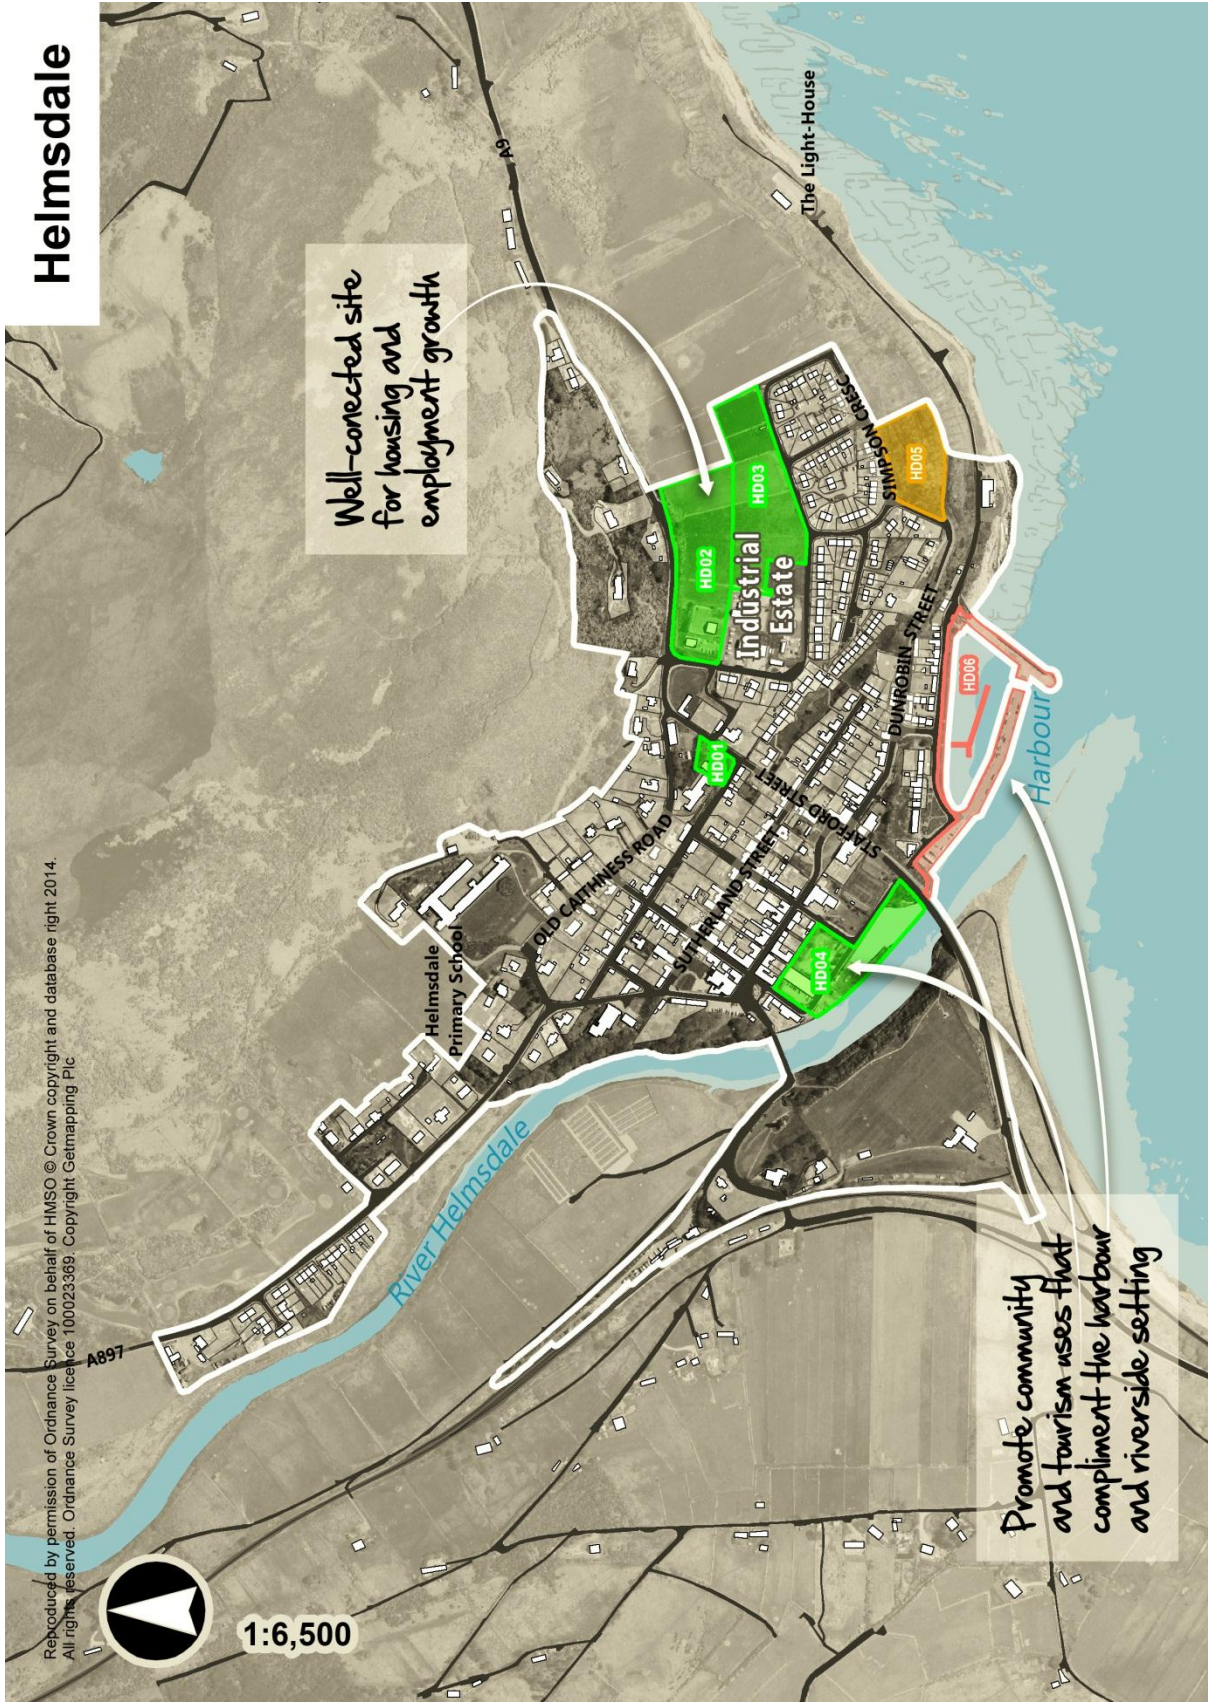 Helmsdale
Reproduced by permission of Ordnance Survey on behalf of HMSO © Crown copyright and database right 2014.
All rights reserved. Ordnance Survey licence 100023369. Copyright Getmapping Plc
1:6,500
A897
A9
Well-conected site
for housing and
employment growth
The Light-House
Helmsdale
Primary School
River Helmsdale
OLD CAITHNESS ROAD
SUTHERLAND STREET
STAFFORD STREET
DUNROBIN STREET
SIMPSON CRESC
HD01
HD02
HD03
Industrial
Estate
HD04
HD05
HD06
Harbour
Promote community
and tourism uses that
compliment the harbour
and riverside setting